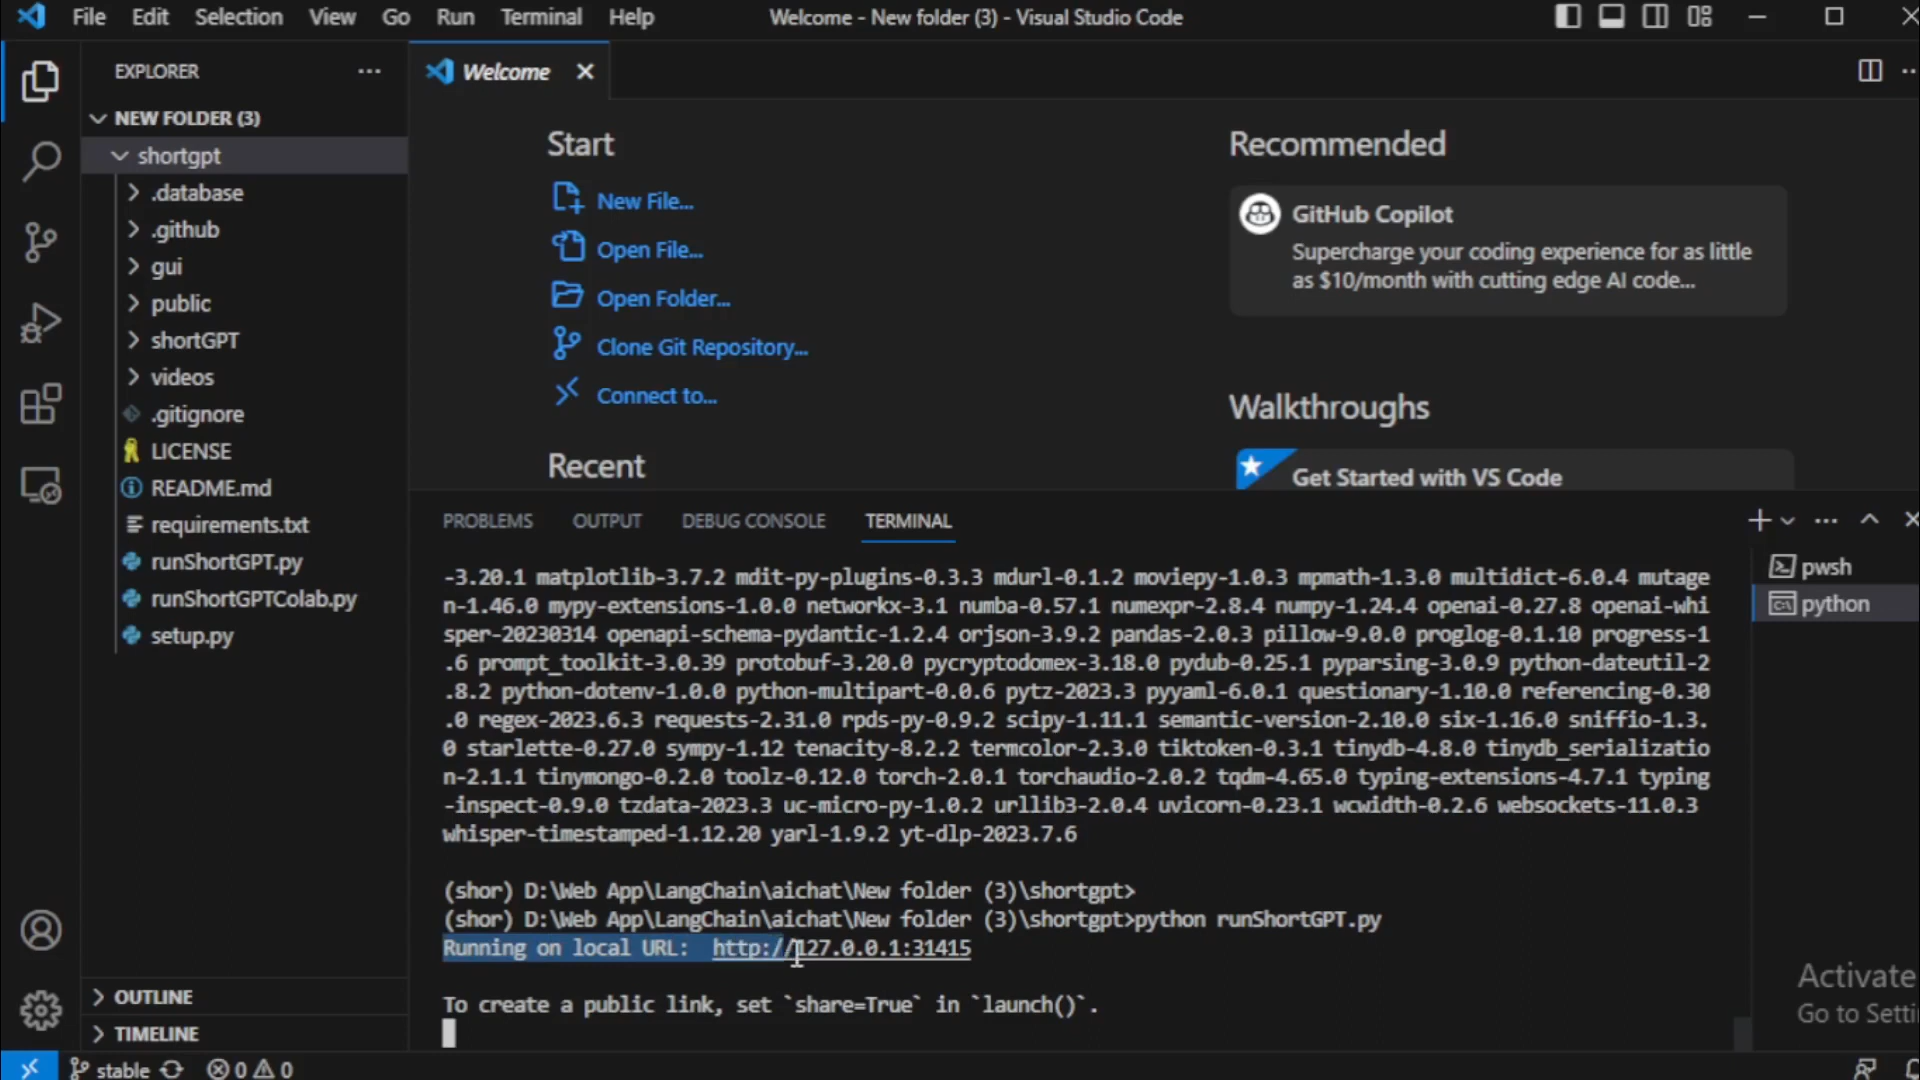 File Edit Selection View Go Run Terminal Help
Welcome - New folder (3) - Visual Studio Code
EXPLORER
NEW FOLDER (3)
shortgpt
.database
.github
gui
public
shortGPT
videos
.gitignore
LICENSE
README.md
requirements.txt
runShortGPT.py
runShortGPTColab.py
setup.py
OUTLINE
TIMELINE
Welcome
Start
New File...
Open File...
Open Folder...
Clone Git Repository...
Connect to...
Recent
Recommended
GitHub Copilot
Supercharge your coding experience for as little
as $10/month with cutting edge AI code...
Walkthroughs
Get Started with VS Code
PROBLEMS OUTPUT DEBUG CONSOLE TERMINAL
-3.20.1 matplotlib-3.7.2 mdit-py-plugins-0.3.3 mdurl-0.1.2 moviepy-1.0.3 mpmath-1.3.0 multidict-6.0.4 mutage
n-1.46.0 mypy-extensions-1.0.0 networkx-3.1 numba-0.57.1 numexpr-2.8.4 numpy-1.24.4 openai-0.27.8 openai-whi
sper-20230314 openapi-schema-pydantic-1.2.4 orjson-3.9.2 pandas-2.0.3 pillow-9.0.0 proglog-0.1.10 progress-1
.6 prompt_toolkit-3.0.39 protobuf-3.20.0 pycryptodomex-3.18.0 pydub-0.25.1 pyparsing-3.0.9 python-dateutil-2
.8.2 python-dotenv-1.0.0 python-multipart-0.0.6 pytz-2023.3 pyyaml-6.0.1 questionary-1.10.0 referencing-0.30
.0 regex-2023.6.3 requests-2.31.0 rpds-py-0.9.2 scipy-1.11.1 semantic-version-2.10.0 six-1.16.0 sniffio-1.3.
0 starlette-0.27.0 sympy-1.12 tenacity-8.2.2 termcolor-2.3.0 tiktoken-0.3.1 tinydb-4.8.0 tinydb_serializatio
n-2.1.1 tinymongo-0.2.0 toolz-0.12.0 torch-2.0.1 torchaudio-2.0.2 tqdm-4.65.0 typing-extensions-4.7.1 typing
-inspect-0.9.0 tzdata-2023.3 uc-micro-py-1.0.2 urllib3-2.0.4 uvicorn-0.23.1 wcwidth-0.2.6 websockets-11.0.3
whisper-timestamped-1.12.20 yarl-1.9.2 yt-dlp-2023.7.6
(shor) D:\Web App\LangChain\aichat\New folder (3)\shortgpt>
(shor) D:\Web App\LangChain\aichat\New folder (3)\shortgpt>python runShortGPT.py
Running on local URL:  http://127.0.0.1:31415
To create a public link, set `share=True` in `launch()`.
pwsh
python
Activate
Go to Setti
stable 0 0